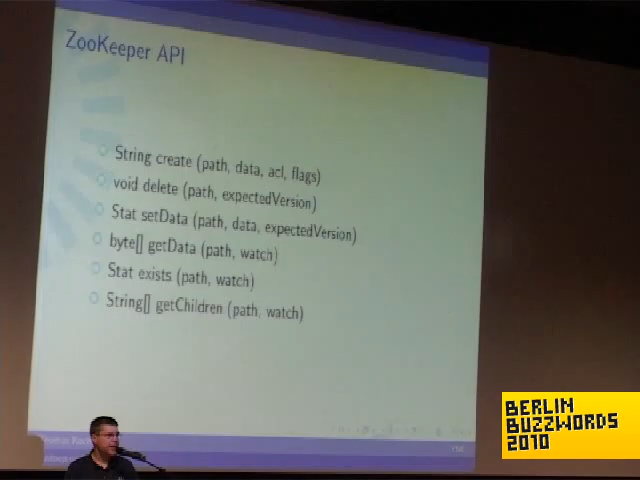 ZooKeeper API
String create (path, data, acl, flags)
void delete (path, expectedVersion)
Stat setData (path, data, expectedVersion)
byte[] getData (path, watch)
Stat exists (path, watch)
String[] getChildren (path, watch)
BERLIN
BUZZWORDS
2010